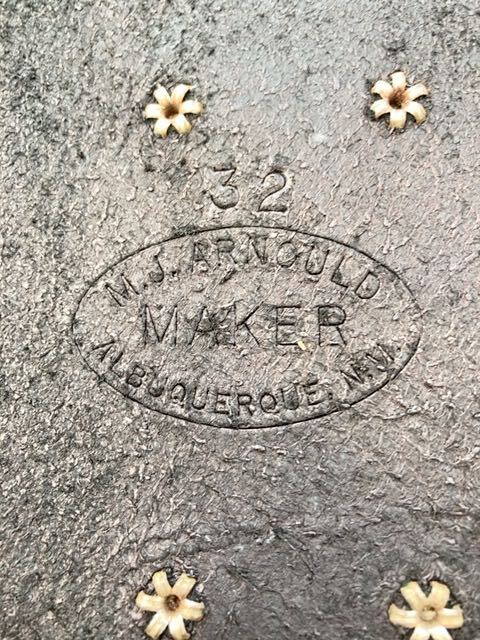 32
M.J. ARNOULD
MAKER
ALBUQUERQUE, N.M.